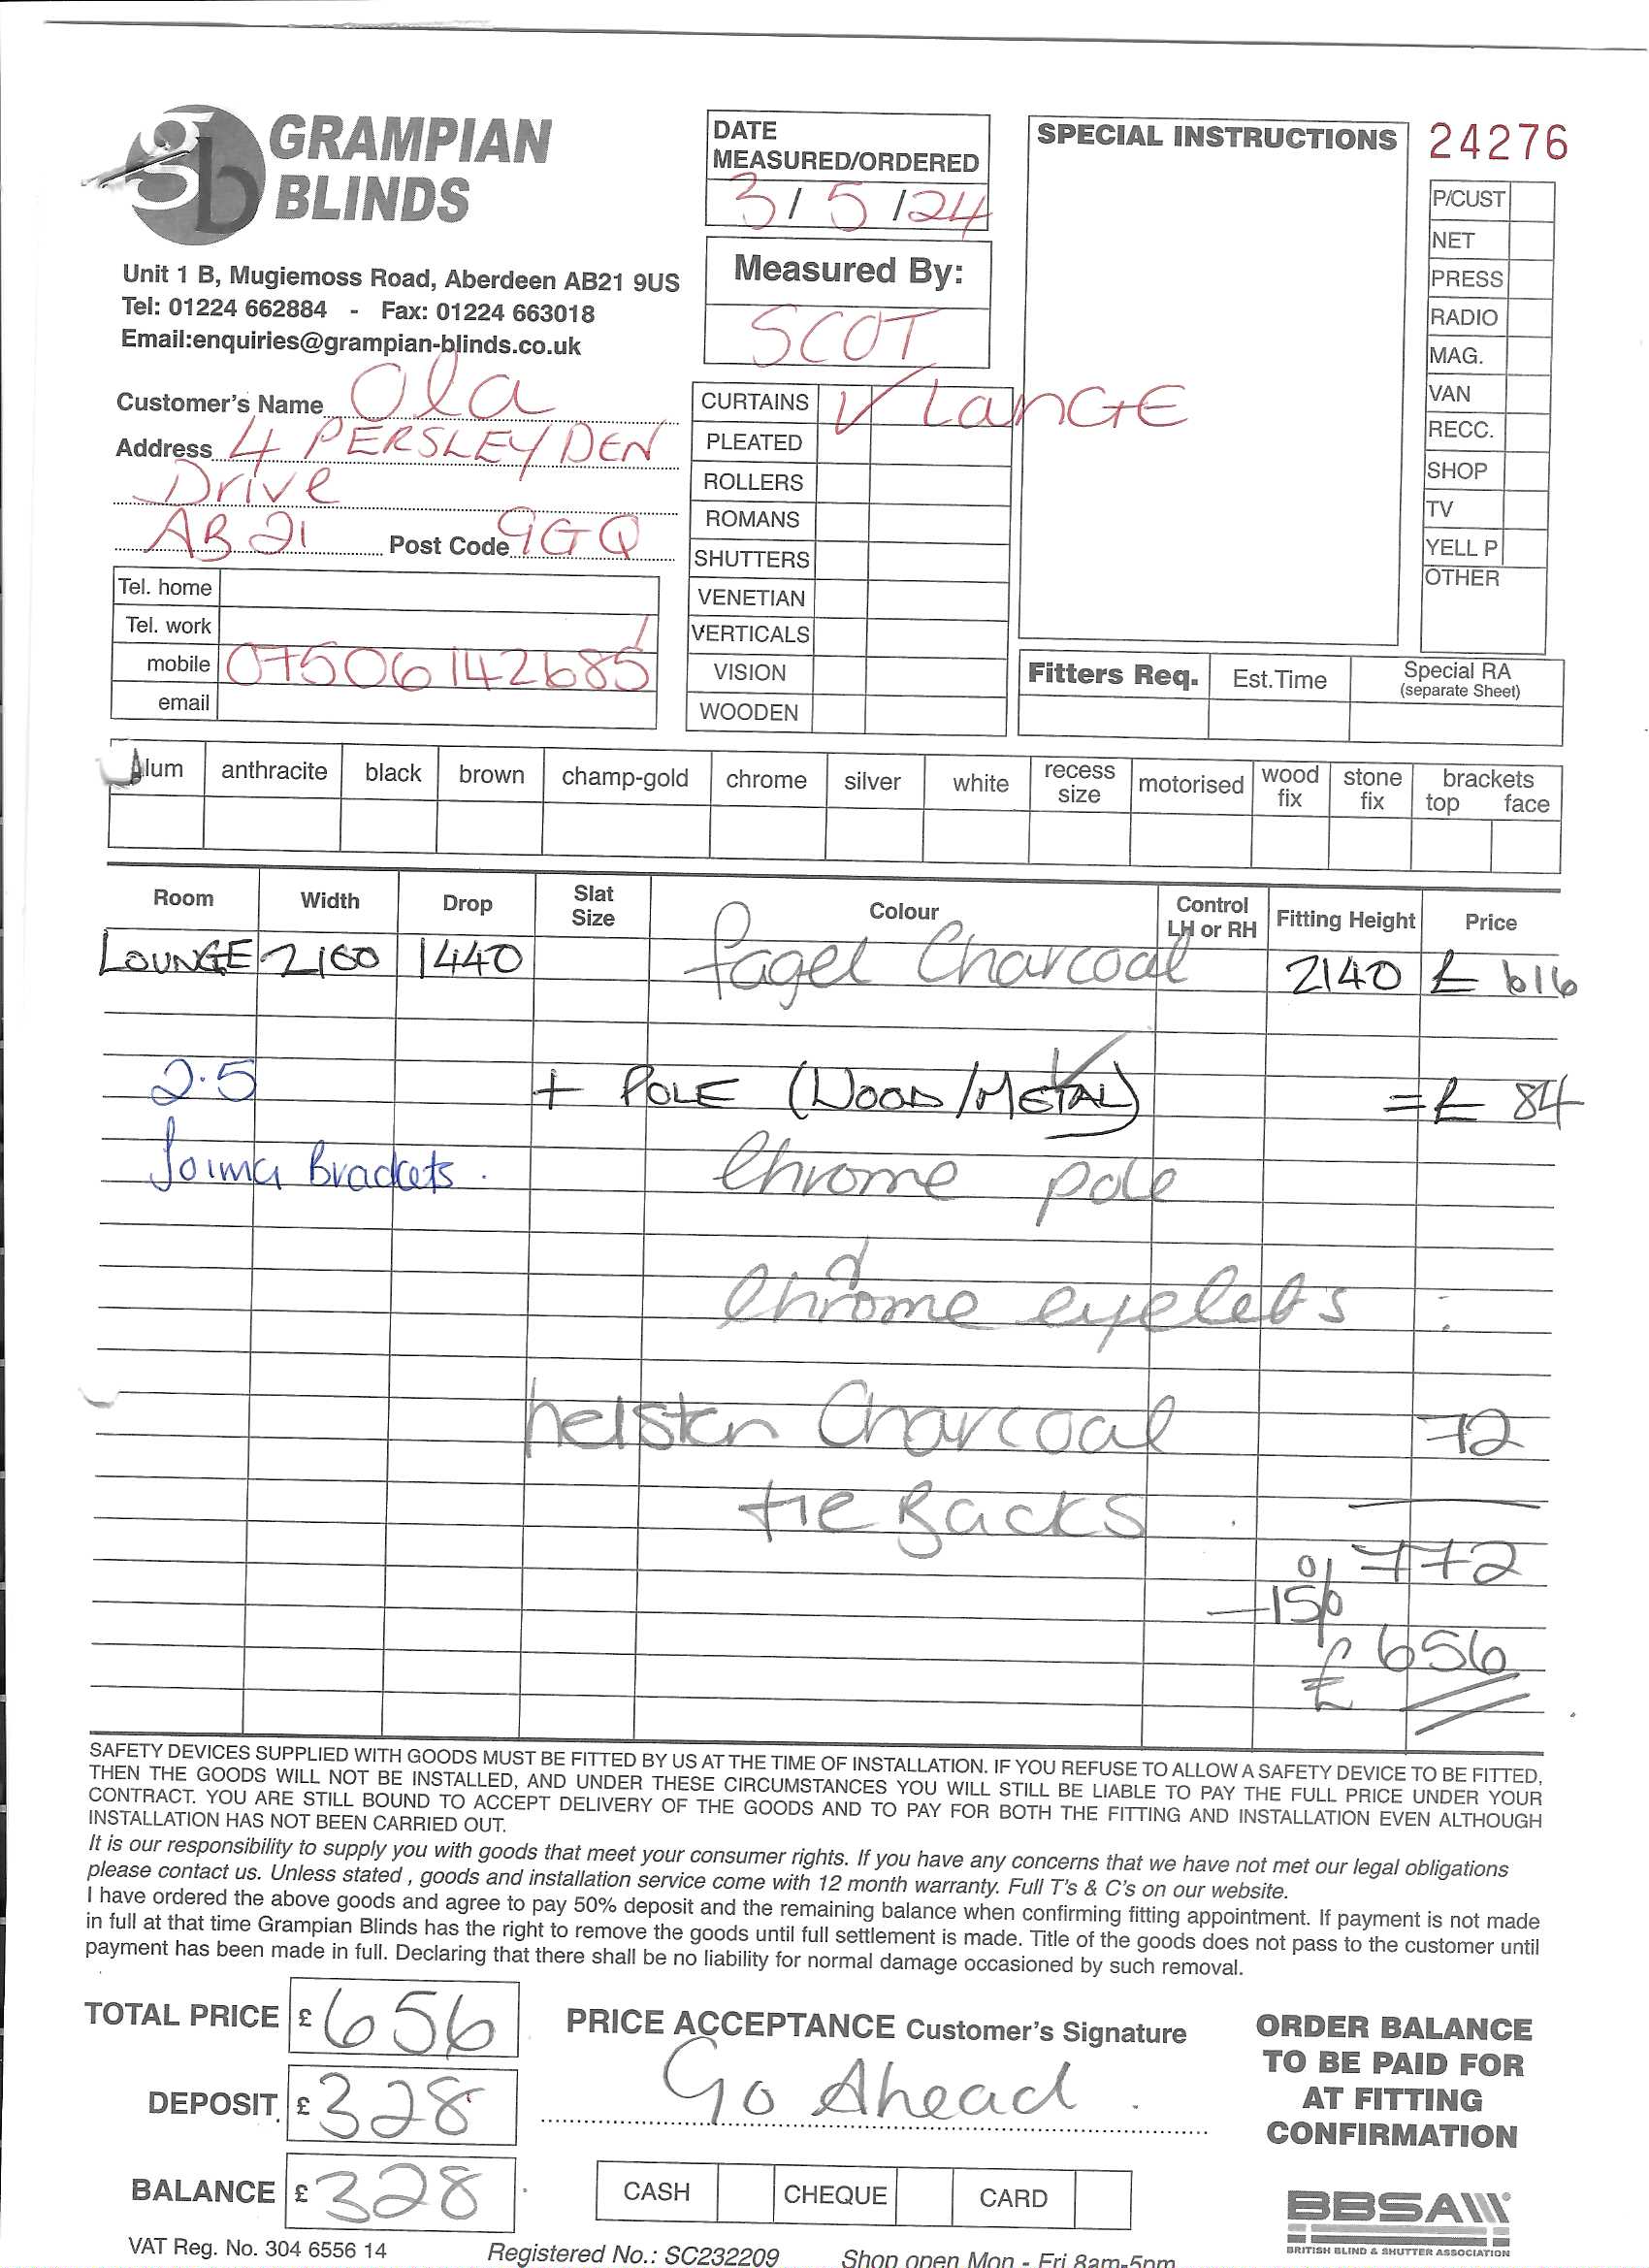 GRAMPIAN
BLINDS
Unit 1 B, Mugiemoss Road, Aberdeen AB21 9US
Tel: 01224 662884 - Fax: 01224 663018
Email:enquiries@grampian-blinds.co.uk
DATE
MEASURED/ORDERED
3/5/24
Measured By:
SCOT
SPECIAL INSTRUCTIONS
24276
P/CUST
NET
PRESS
RADIO
MAG.
VAN
RECC.
SHOP
TV
YELL P
OTHER
Customer's Name Ola
Address 4 PERSLEY DEN
Drive
AB21 Post Code 9GQ
Tel. home
Tel. work
mobile 07506142685
email
CURTAINS ✓ LanGE
PLEATED
ROLLERS
ROMANS
SHUTTERS
VENETIAN
VERTICALS
VISION
WOODEN
Fitters Req. Est.Time Special RA
(separate Sheet)
alum anthracite black brown champ-gold chrome silver white recess size motorised wood fix stone fix brackets top face
Room Width Drop Slat Size Colour Control LH or RH Fitting Height Price
LOUNGE 2160 1440 fagel Charcoal 2140 £ 616
2.5 + POLE (WOOD/METAL) ✓ = £ 84
Brackets. Chrome pole
&
Chrome eyelets
helston Charcoal 72
tie Backs
772
-15%
£ 656
SAFETY DEVICES SUPPLIED WITH GOODS MUST BE FITTED BY US AT THE TIME OF INSTALLATION. IF YOU REFUSE TO ALLOW A SAFETY DEVICE TO BE FITTED,
THEN THE GOODS WILL NOT BE INSTALLED, AND UNDER THESE CIRCUMSTANCES YOU WILL STILL BE LIABLE TO PAY THE FULL PRICE UNDER YOUR
CONTRACT. YOU ARE STILL BOUND TO ACCEPT DELIVERY OF THE GOODS AND TO PAY FOR BOTH THE FITTING AND INSTALLATION EVEN ALTHOUGH
INSTALLATION HAS NOT BEEN CARRIED OUT.
It is our responsibility to supply you with goods that meet your consumer rights. If you have any concerns that we have not met our legal obligations
please contact us. Unless stated , goods and installation service come with 12 month warranty. Full T's & C's on our website.
I have ordered the above goods and agree to pay 50% deposit and the remaining balance when confirming fitting appointment. If payment is not made
in full at that time Grampian Blinds has the right to remove the goods until full settlement is made. Title of the goods does not pass to the customer until
payment has been made in full. Declaring that there shall be no liability for normal damage occasioned by such removal.
TOTAL PRICE £ 656
DEPOSIT £ 328
BALANCE £ 328
PRICE ACCEPTANCE Customer's Signature
Go Ahead
CASH CHEQUE CARD
ORDER BALANCE
TO BE PAID FOR
AT FITTING
CONFIRMATION
BBSA
BRITISH BLIND & SHUTTER ASSOCIATION
VAT Reg. No. 304 6556 14 Registered No.: SC232209 Shop open Mon - Fri 8am-5pm